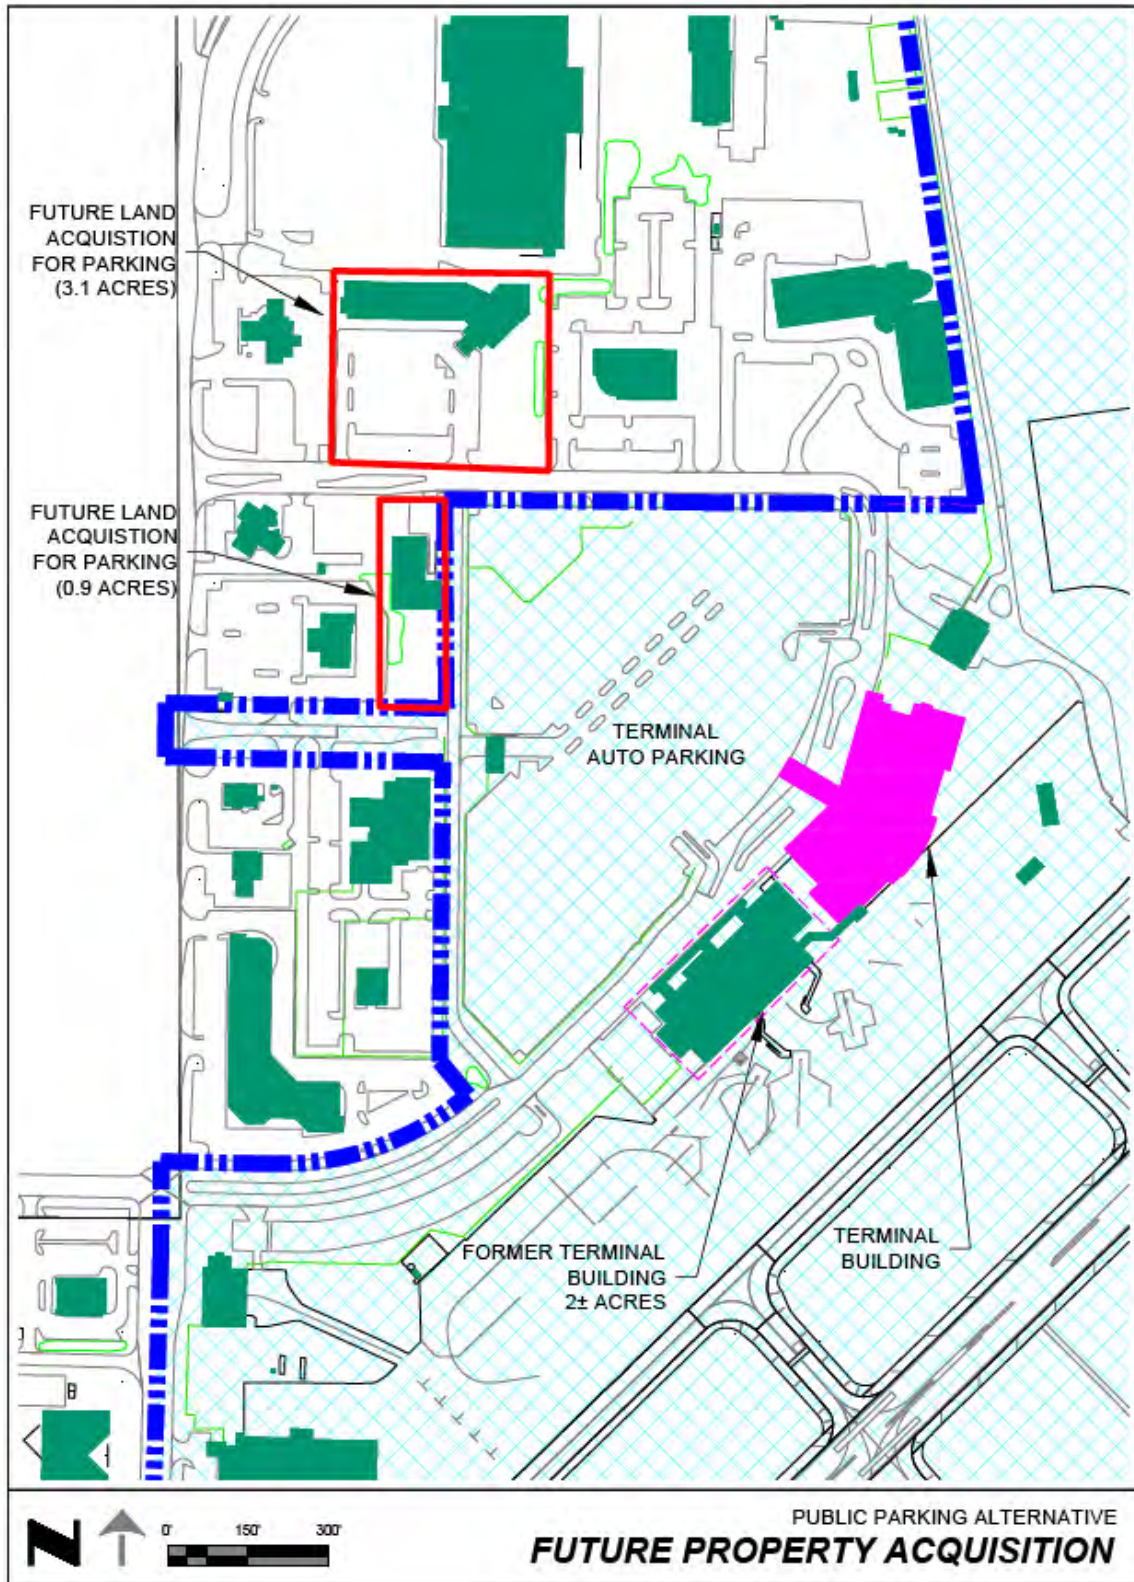 FUTURE LAND
ACQUISTION
FOR PARKING
(3.1 ACRES)
FUTURE LAND
ACQUISTION
FOR PARKING
(0.9 ACRES)
TERMINAL
AUTO PARKING
FORMER TERMINAL
BUILDING
2± ACRES
TERMINAL
BUILDING
N
0'
150'
300'
PUBLIC PARKING ALTERNATIVE
FUTURE PROPERTY ACQUISITION